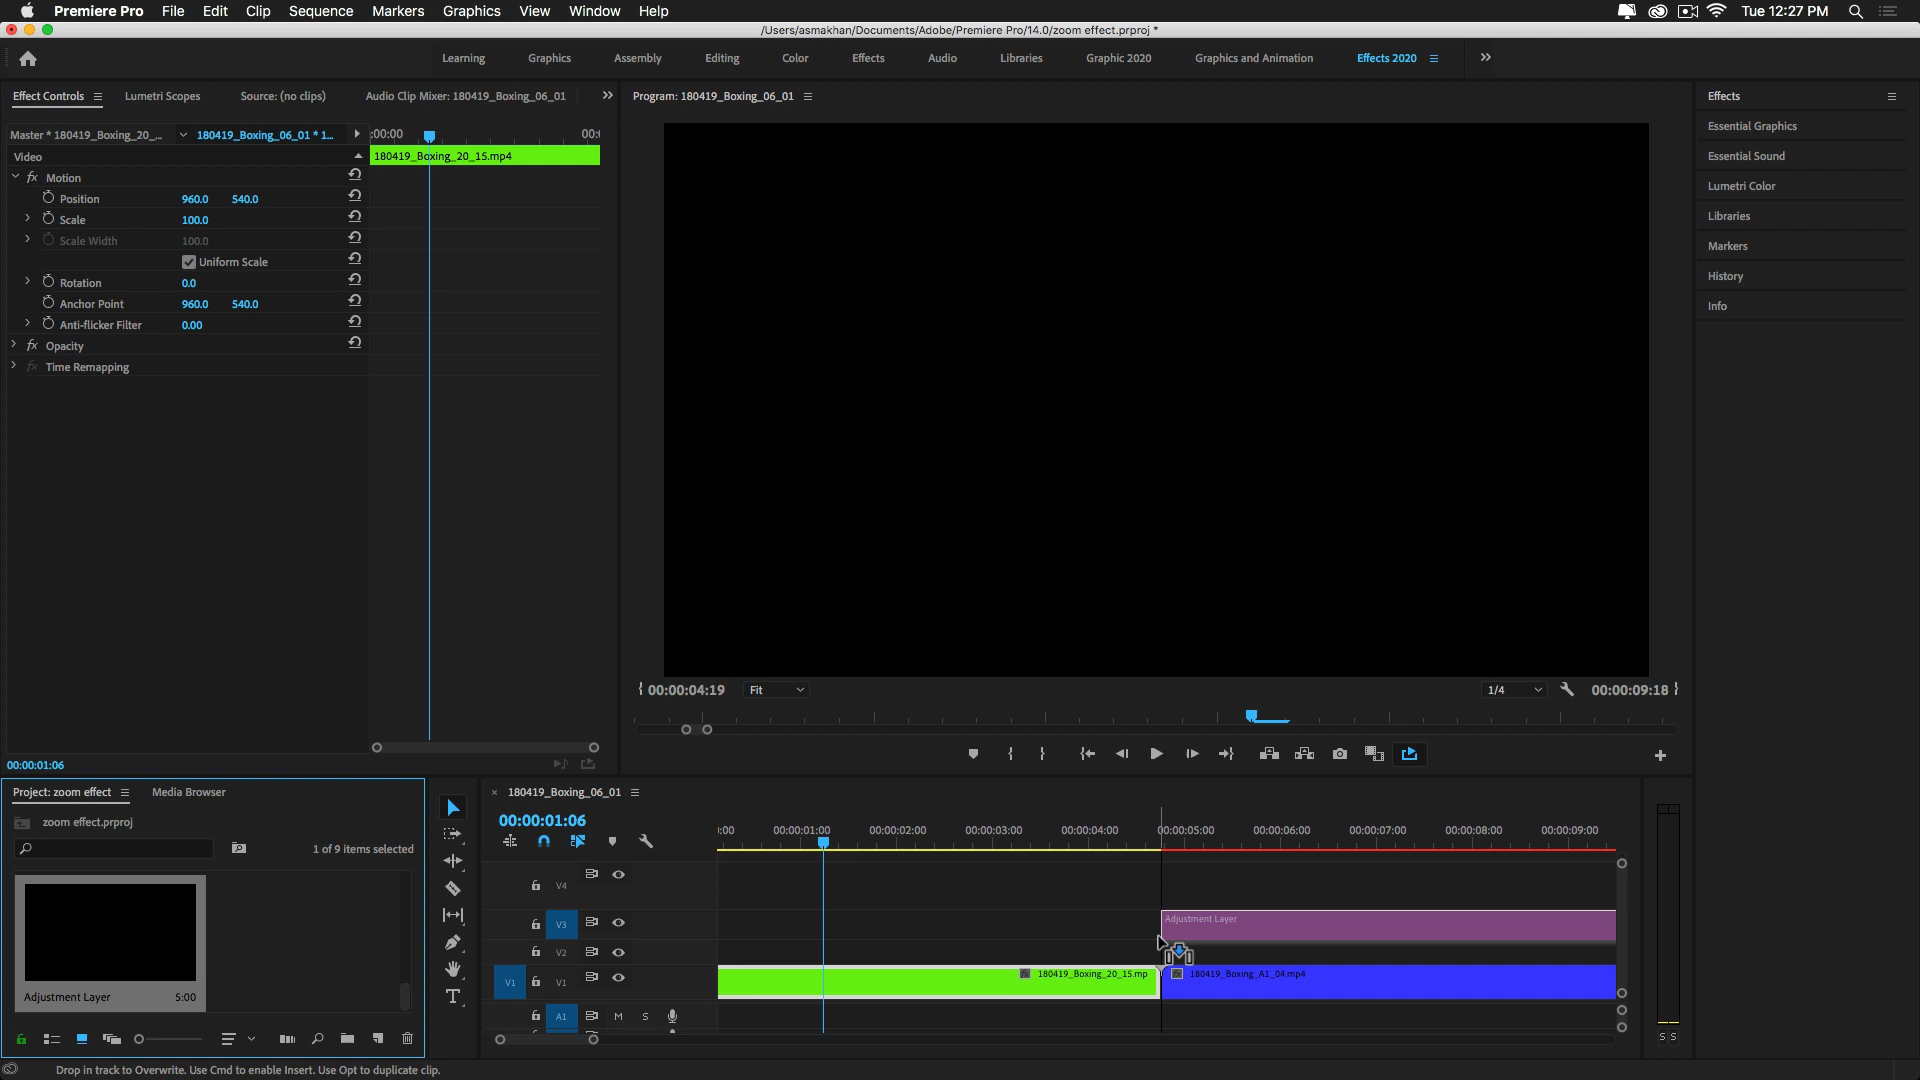 Premiere Pro File Edit Clip Sequence Markers Graphics View Window Help Tue 12:27 PM
/Users/asmakhan/Documents/Adobe/Premiere Pro/14.0/zoom effect.prproj *
Learning Graphics Assembly Editing Color Effects Audio Libraries Graphic 2020 Graphics and Animation Effects 2020
Effect Controls Lumetri Scopes Source: (no clips) Audio Clip Mixer: 180419_Boxing_06_01
Program: 180419_Boxing_06_01
Effects
Essential Graphics
Essential Sound
Lumetri Color
Libraries
Markers
History
Info
Master * 180419_Boxing_20_... 180419_Boxing_06_01 * 1... :00:00 00:
Video 180419_Boxing_20_15.mp4
fx Motion
Position 960.0 540.0
Scale 100.0
Scale Width 100.0
Uniform Scale
Rotation 0.0
Anchor Point 960.0 540.0
Anti-flicker Filter 0.00
fx Opacity
fx Time Remapping
00:00:01:06
00:00:04:19 Fit 1/4 00:00:09:18
Project: zoom effect Media Browser
zoom effect.prproj
1 of 9 items selected
Adjustment Layer 5:00
180419_Boxing_06_01
00:00:01:06
:00 00:00:01:00 00:00:02:00 00:00:03:00 00:00:04:00 00:00:05:00 00:00:06:00 00:00:07:00 00:00:08:00 00:00:09:00
V4
V3 Adjustment Layer
V2
V1 V1 fx 180419_Boxing_20_15.mp fx 180419_Boxing_A1_04.mp4
A1 M S
S S
Drop in track to Overwrite. Use Cmd to enable Insert. Use Opt to duplicate clip.